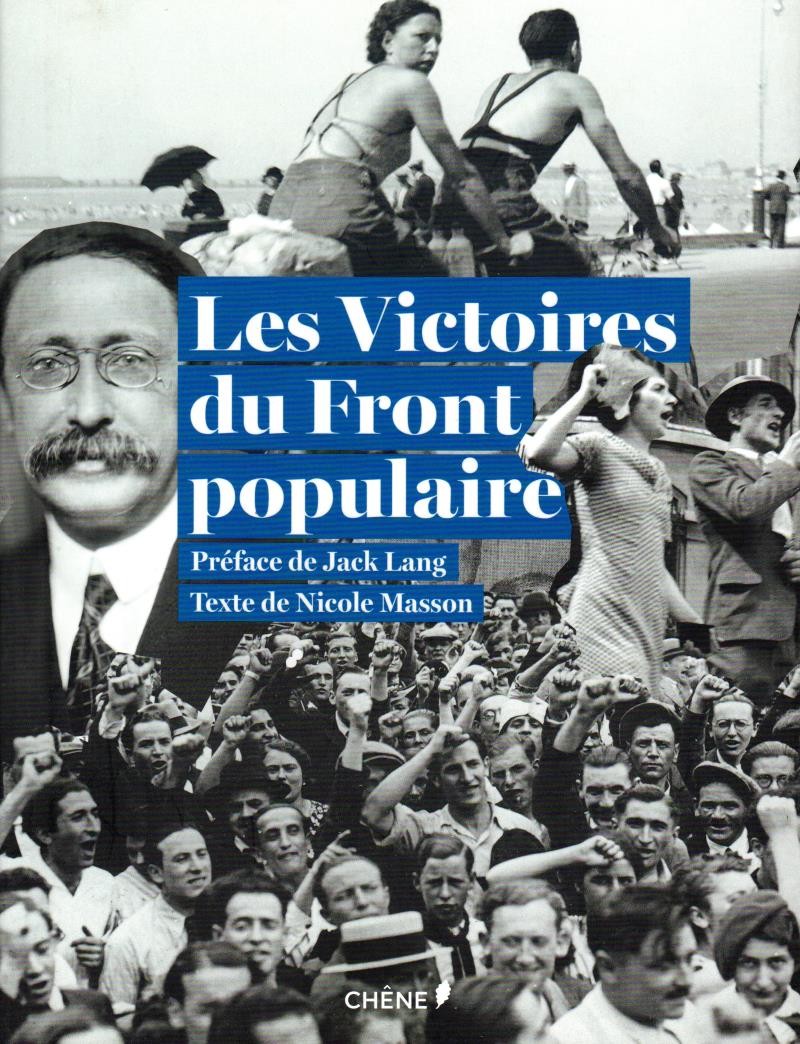 Les Victoires
du Front
populaire
Préface de Jack Lang
Texte de Nicole Masson
CHÊNE